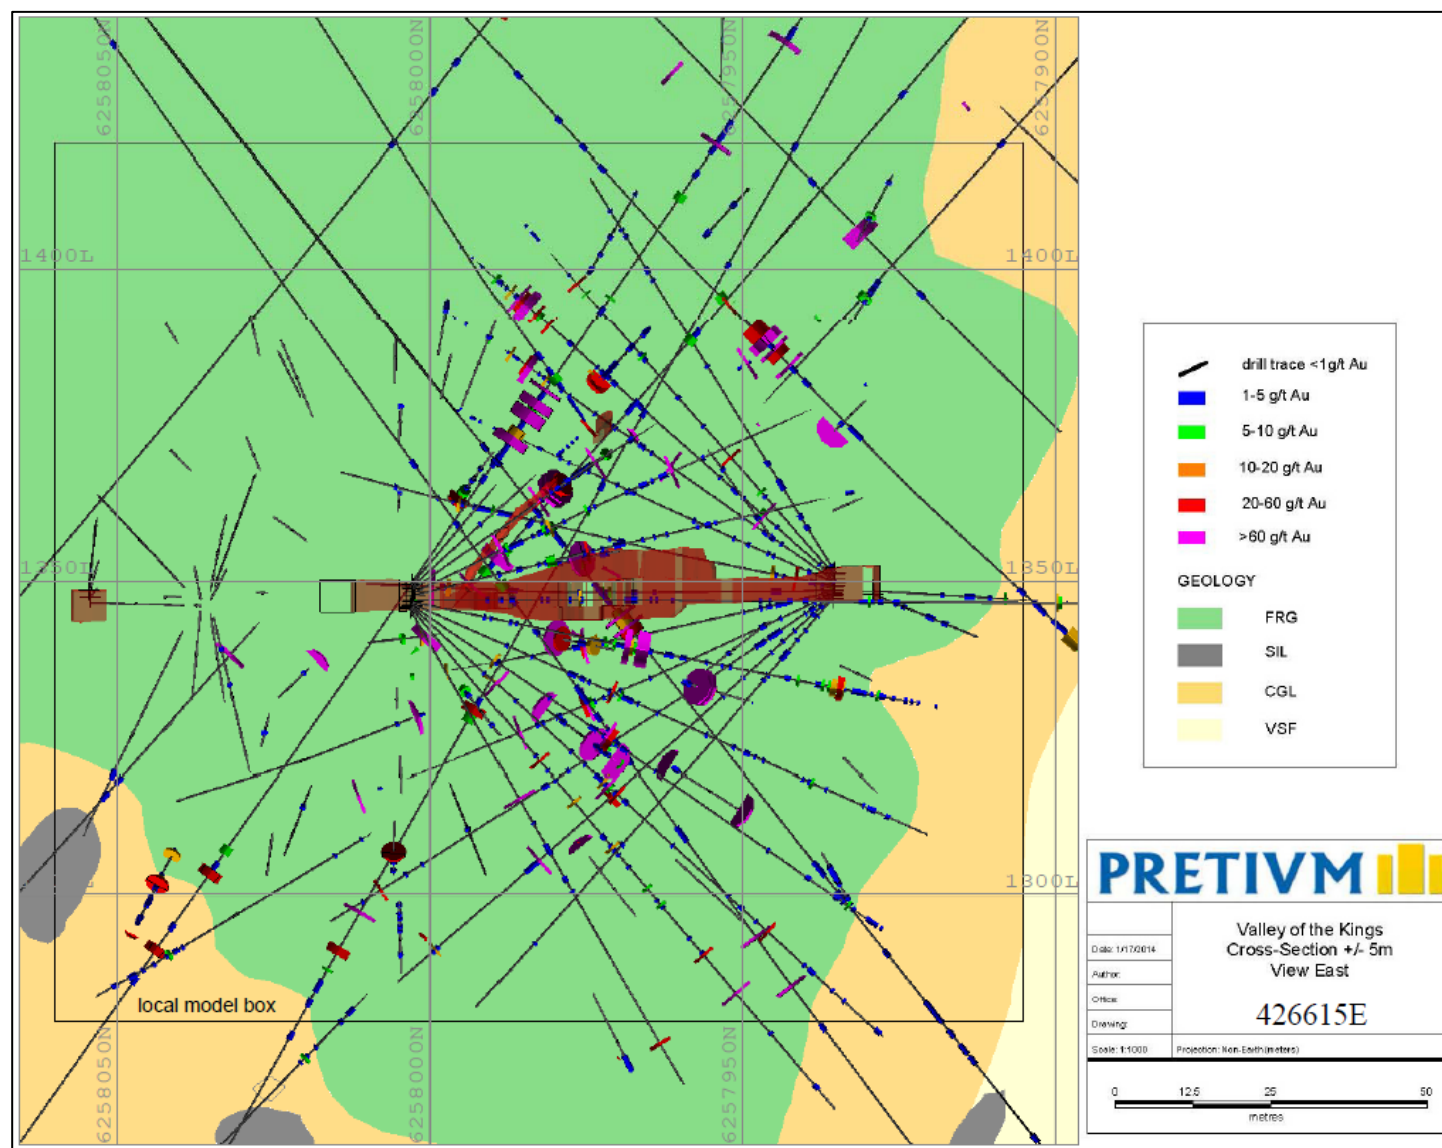 6258050N
6258000N
6257950N
6257900N
1400L
1400L
1350L
1350L
1300L
local model box
6258050N
6258000N
6257950N
6257900N
drill trace <1g/t Au
1-5 g/t Au
5-10 g/t Au
10-20 g/t Au
20-60 g/t Au
>60 g/t Au
GEOLOGY
FRG
SIL
CGL
VSF
PRETIVM
Valley of the Kings
Cross-Section +/- 5m
View East
426615E
Date: 1/17/2014
Author:
Office:
Drawing:
Scale: 1:1000
Projection: Non-Earth (meters)
0 12.5 25 50
metres